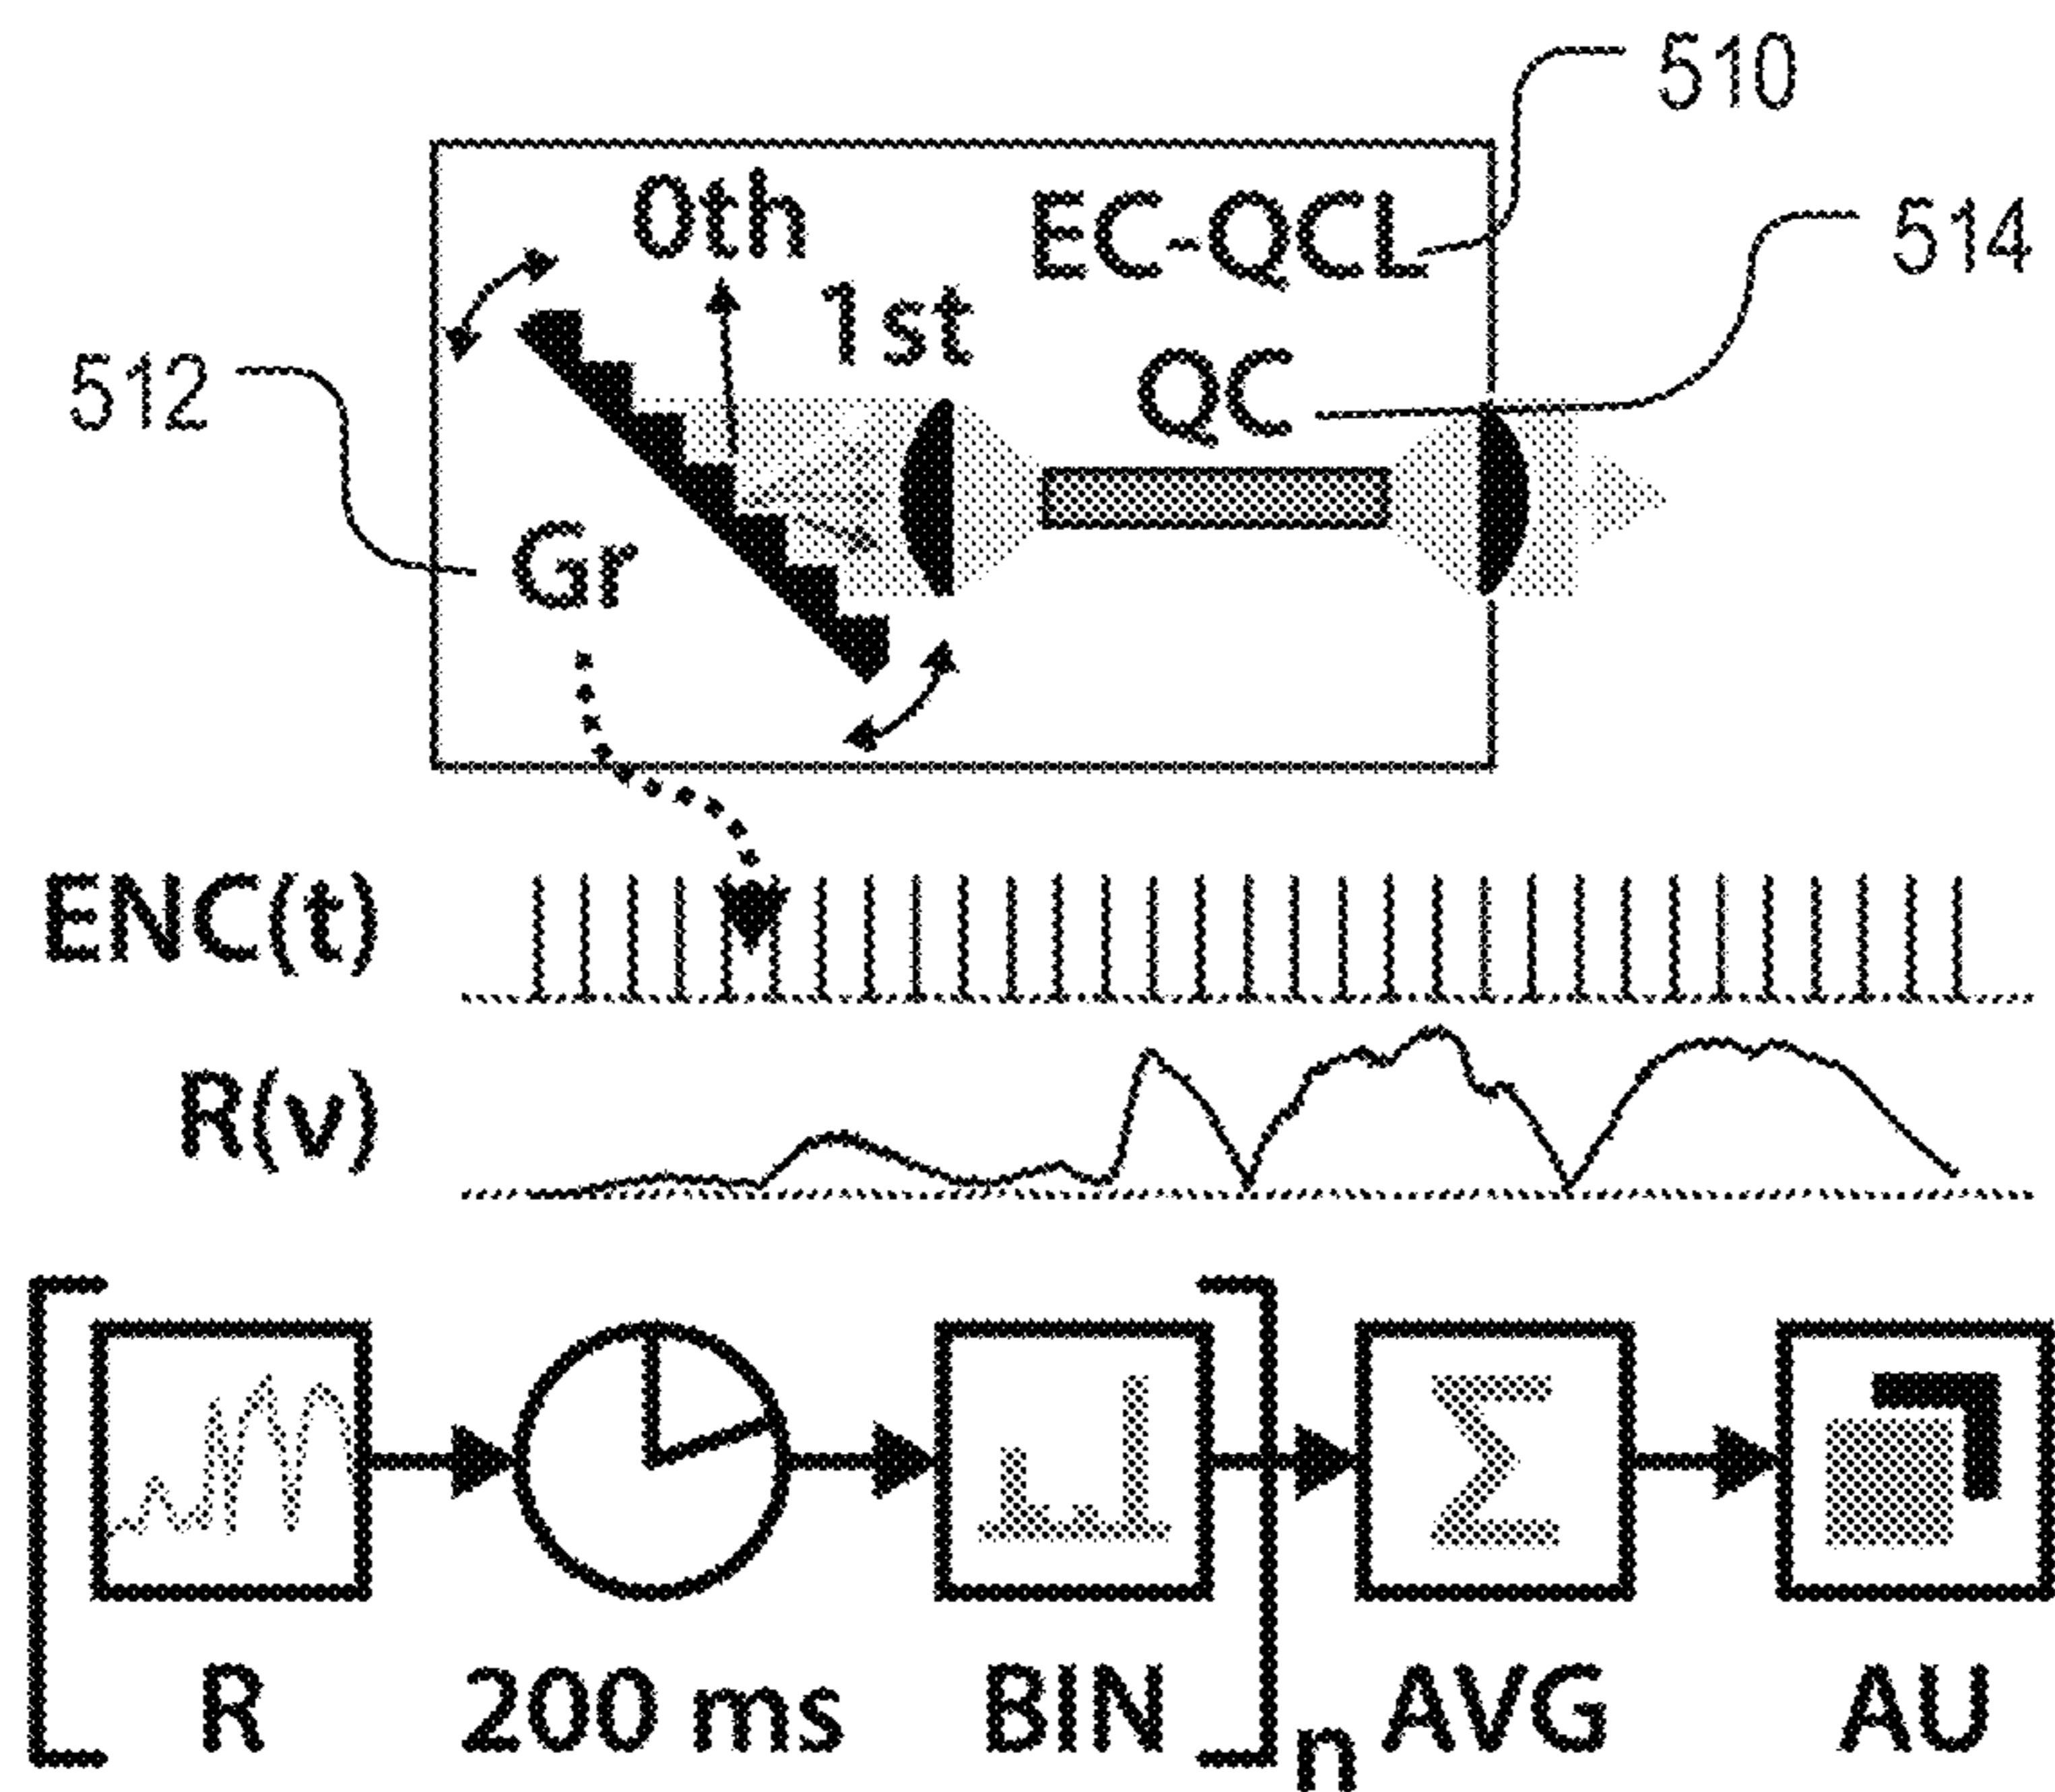 510
0th
EC-QCL
514
1st
512
QC
Gr
ENC(t)
R(v)
R
200 ms
BIN
n
AVG
AU